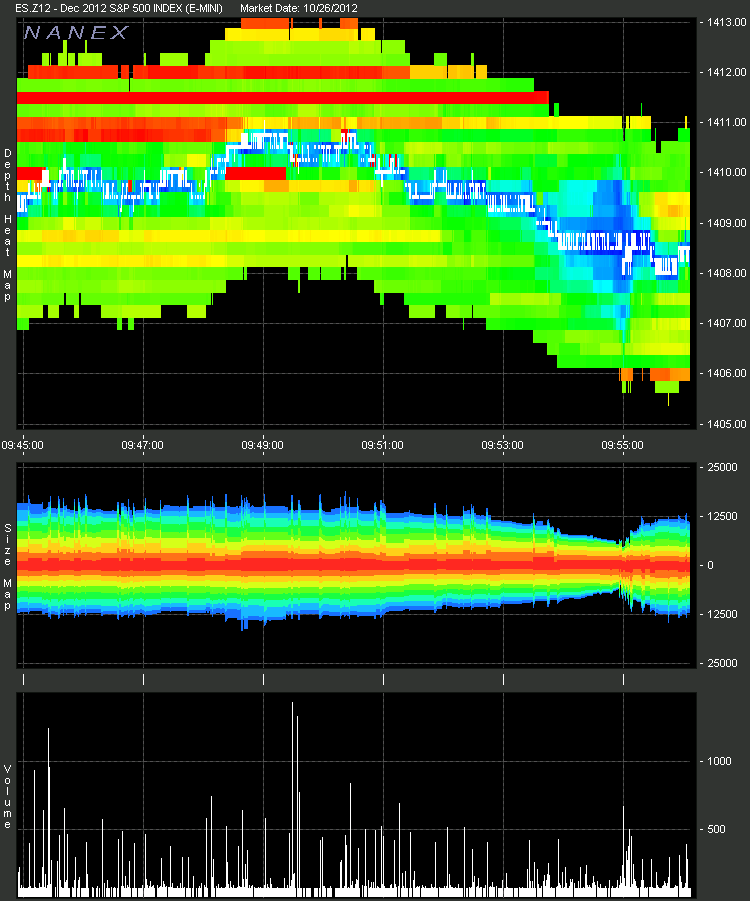 ES.Z12 - Dec 2012 S&P 500 INDEX (E-MINI) Market Date: 10/26/2012
NANEX
1413.00
1412.00
1411.00
1410.00
1409.00
1408.00
1407.00
1406.00
1405.00
Depth Heat Map
09:45:00 09:47:00 09:49:00 09:51:00 09:53:00 09:55:00
25000
12500
0
12500
25000
Size Map
1000
500
Volume